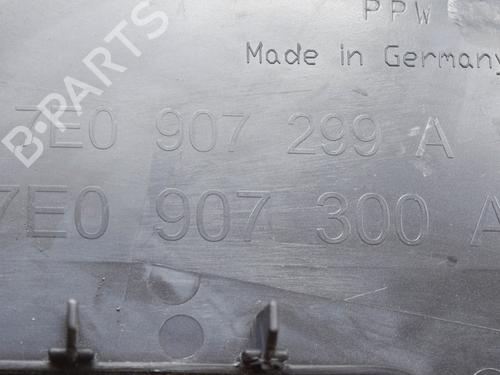 PPW
Made in Germany
B-PARTS
7E0 907 299 A
7E0 907 300 A